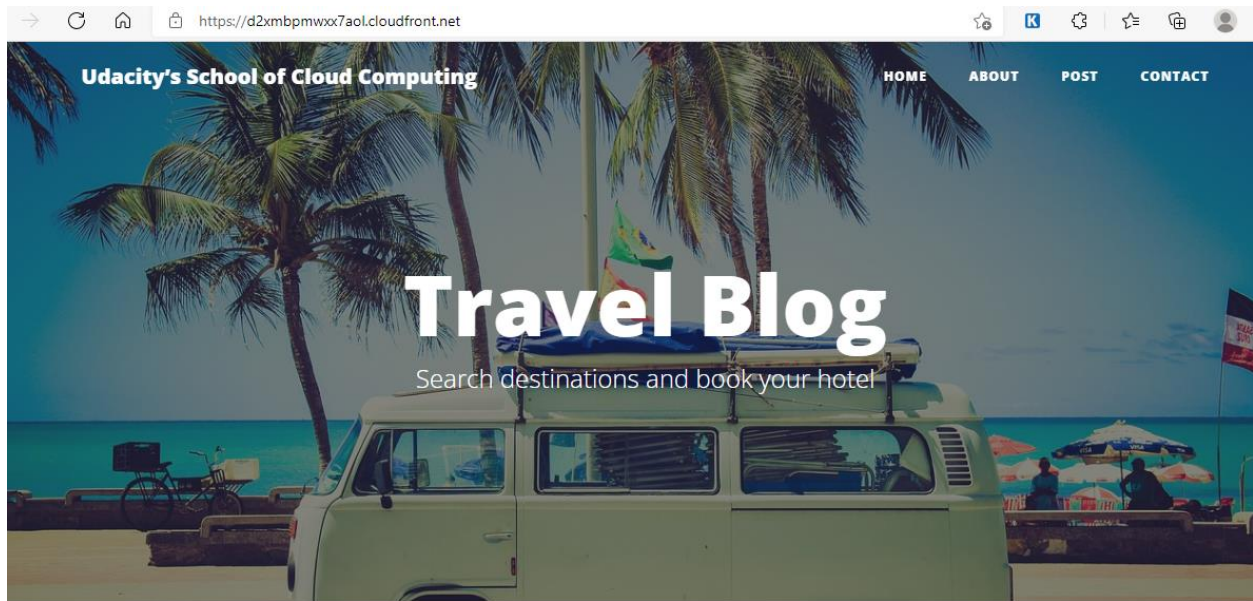 https://d2xmbpmwxx7aol.cloudfront.net
K
Udacity's School of Cloud Computing
HOME ABOUT POST CONTACT
Travel Blog
Search destinations and book your hotel
VISA